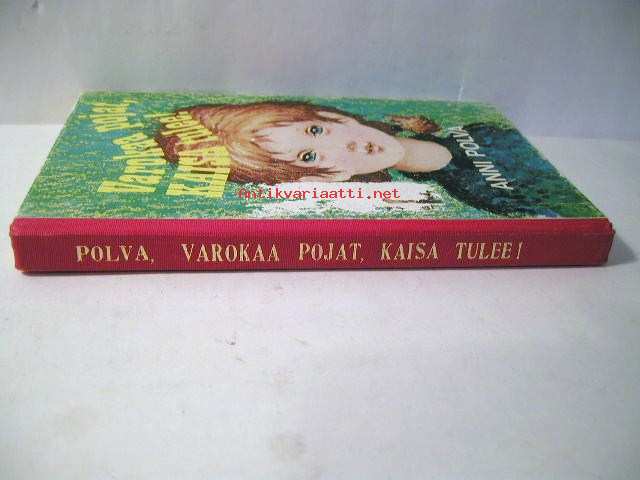 Varokaa pojat,
KAISA tulee!
ANNI POLVA
antikvariaatti.net
POLVA, VAROKAA POJAT, KAISA TULEE!